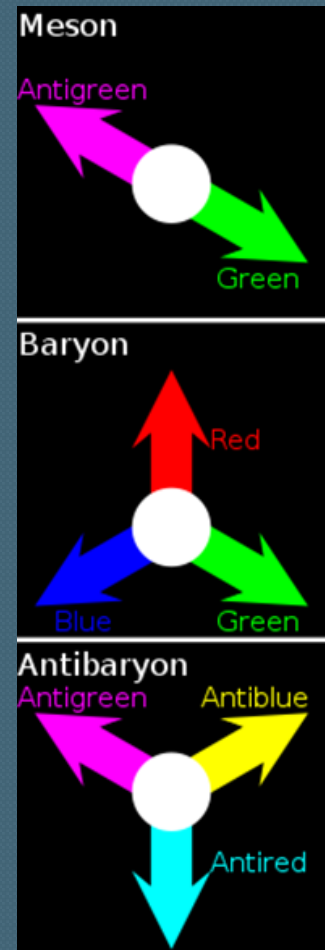 Meson
Antigreen
Green
Baryon
Red
Blue Green
Antibaryon
Antigreen Antiblue
Antired